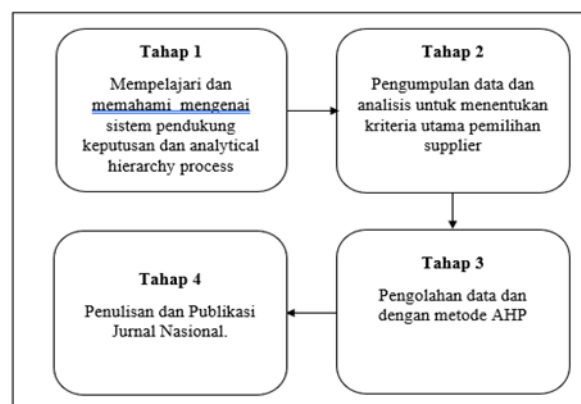 Tahap 1
Mempelajari dan
memahami mengenai
sistem pendukung
keputusan dan analytical
hierarchy process
Tahap 2
Pengumpulan data dan
analisis untuk menentukan
kriteria utama pemilihan
supplier
Tahap 3
Pengolahan data dan
dengan metode AHP
Tahap 4
Penulisan dan Publikasi
Jurnal Nasional.